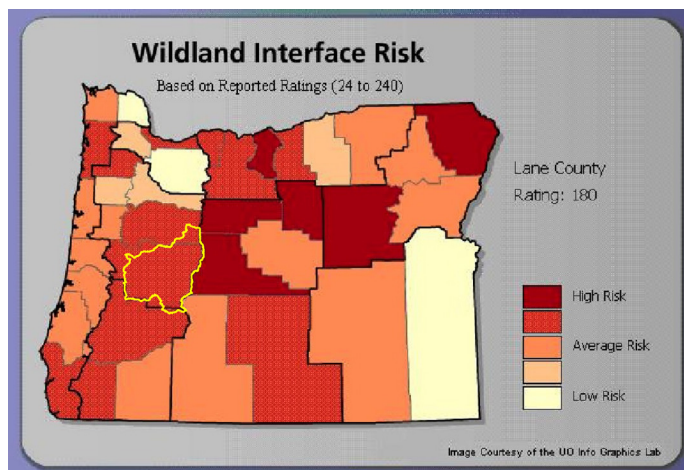 Wildland Interface Risk
Based on Reported Ratings (24 to 240)
Lane County
Rating: 180
High Risk
Average Risk
Low Risk
Image Courtesy of the UO Info Graphics Lab